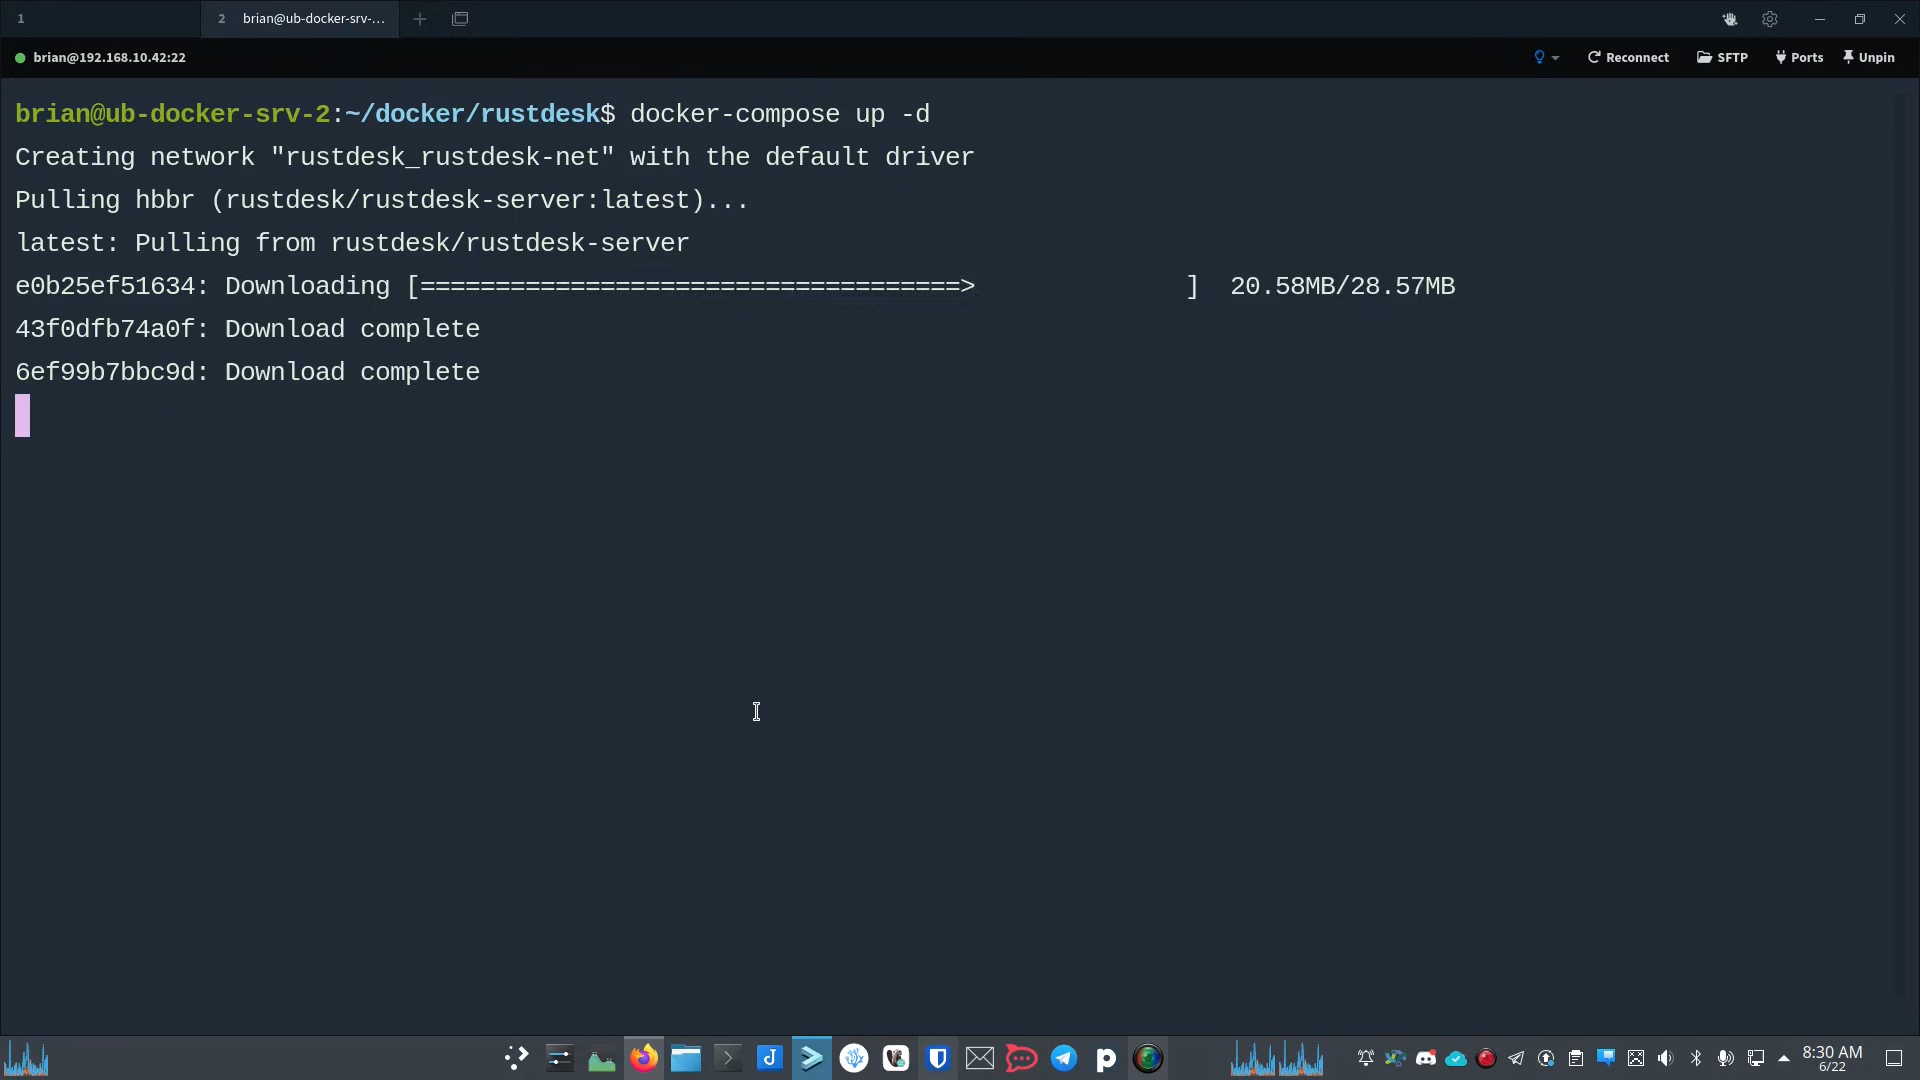 1
2 brian@ub-docker-srv-...
brian@192.168.10.42:22
Reconnect SFTP Ports Unpin
brian@ub-docker-srv-2:~/docker/rustdesk$ docker-compose up -d
Creating network "rustdesk_rustdesk-net" with the default driver
Pulling hbbr (rustdesk/rustdesk-server:latest)...
latest: Pulling from rustdesk/rustdesk-server
e0b25ef51634: Downloading [====================================>              ]  20.58MB/28.57MB
43f0dfb74a0f: Download complete
6ef99b7bbc9d: Download complete
8:30 AM
6/22